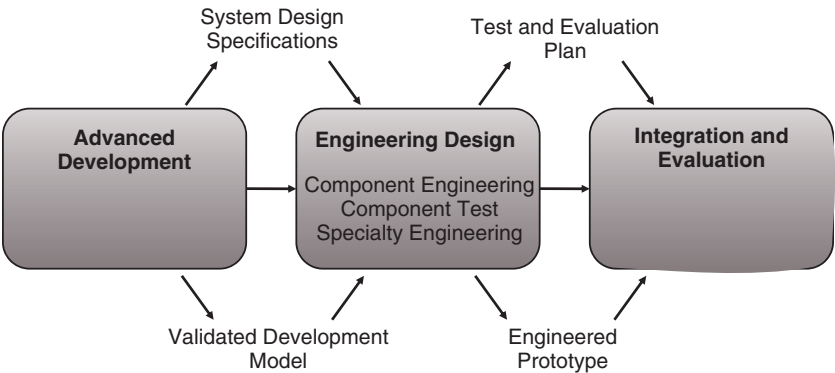 System Design
Specifications
Test and Evaluation
Plan
Advanced
Development
Engineering Design
Component Engineering
Component Test
Specialty Engineering
Integration and
Evaluation
Validated Development
Model
Engineered
Prototype